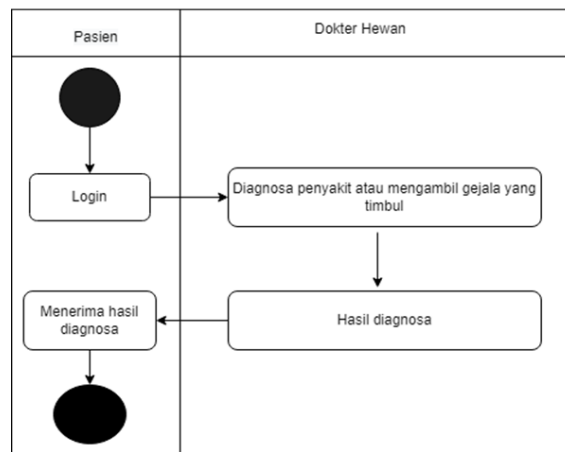 Pasien
Dokter Hewan
Login
Diagnosa penyakit atau mengambil gejala yang
timbul
Menerima hasil
diagnosa
Hasil diagnosa